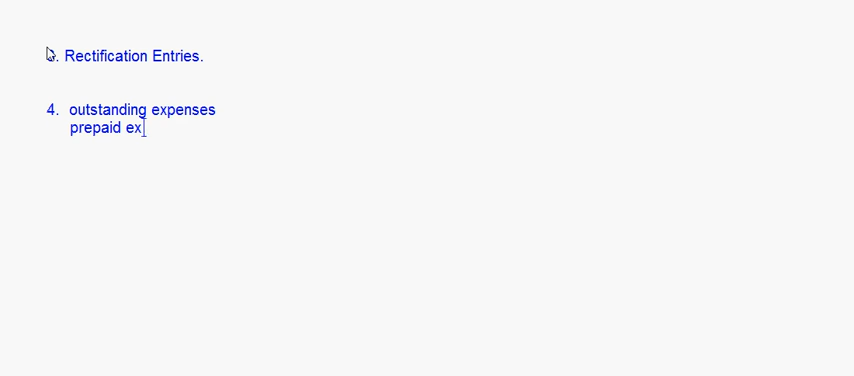 . Rectification Entries.
4. outstanding expenses
prepaid ex